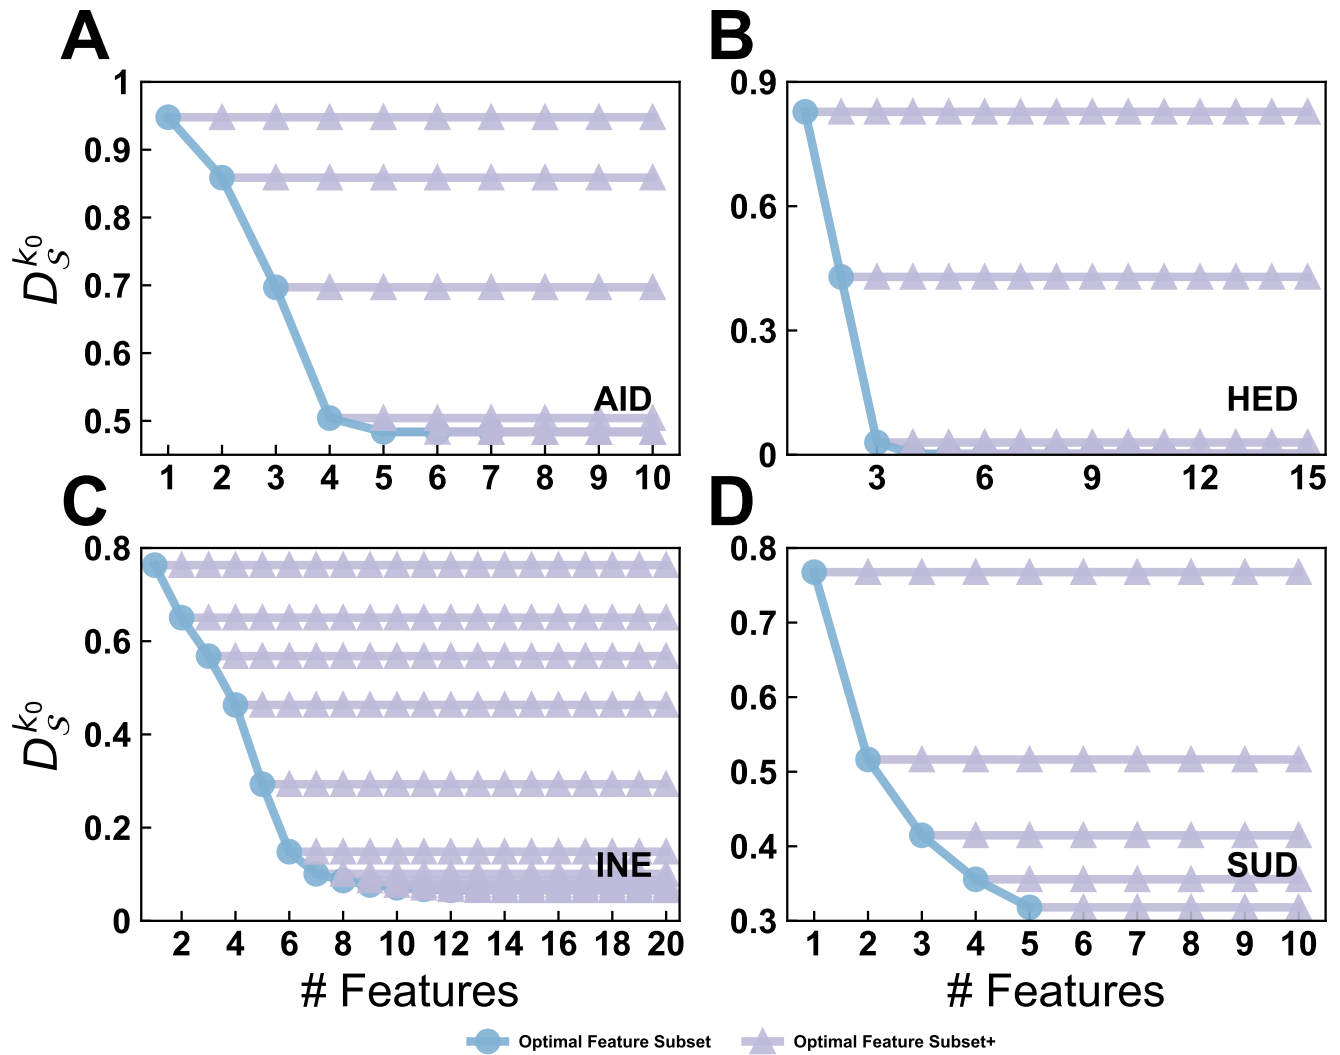 A
B
1
0.9
0.8
0.7
0.6
0.5
D_S^{k_0}
AID
1 2 3 4 5 6 7 8 9 10
0.9
0.6
0.3
0
HED
3 6 9 12 15
C
D
0.8
0.6
0.4
0.2
0
D_S^{k_0}
INE
2 4 6 8 10 12 14 16 18 20
# Features
0.8
0.7
0.6
0.5
0.4
0.3
SUD
1 2 3 4 5 6 7 8 9 10
# Features
Optimal Feature Subset
Optimal Feature Subset+